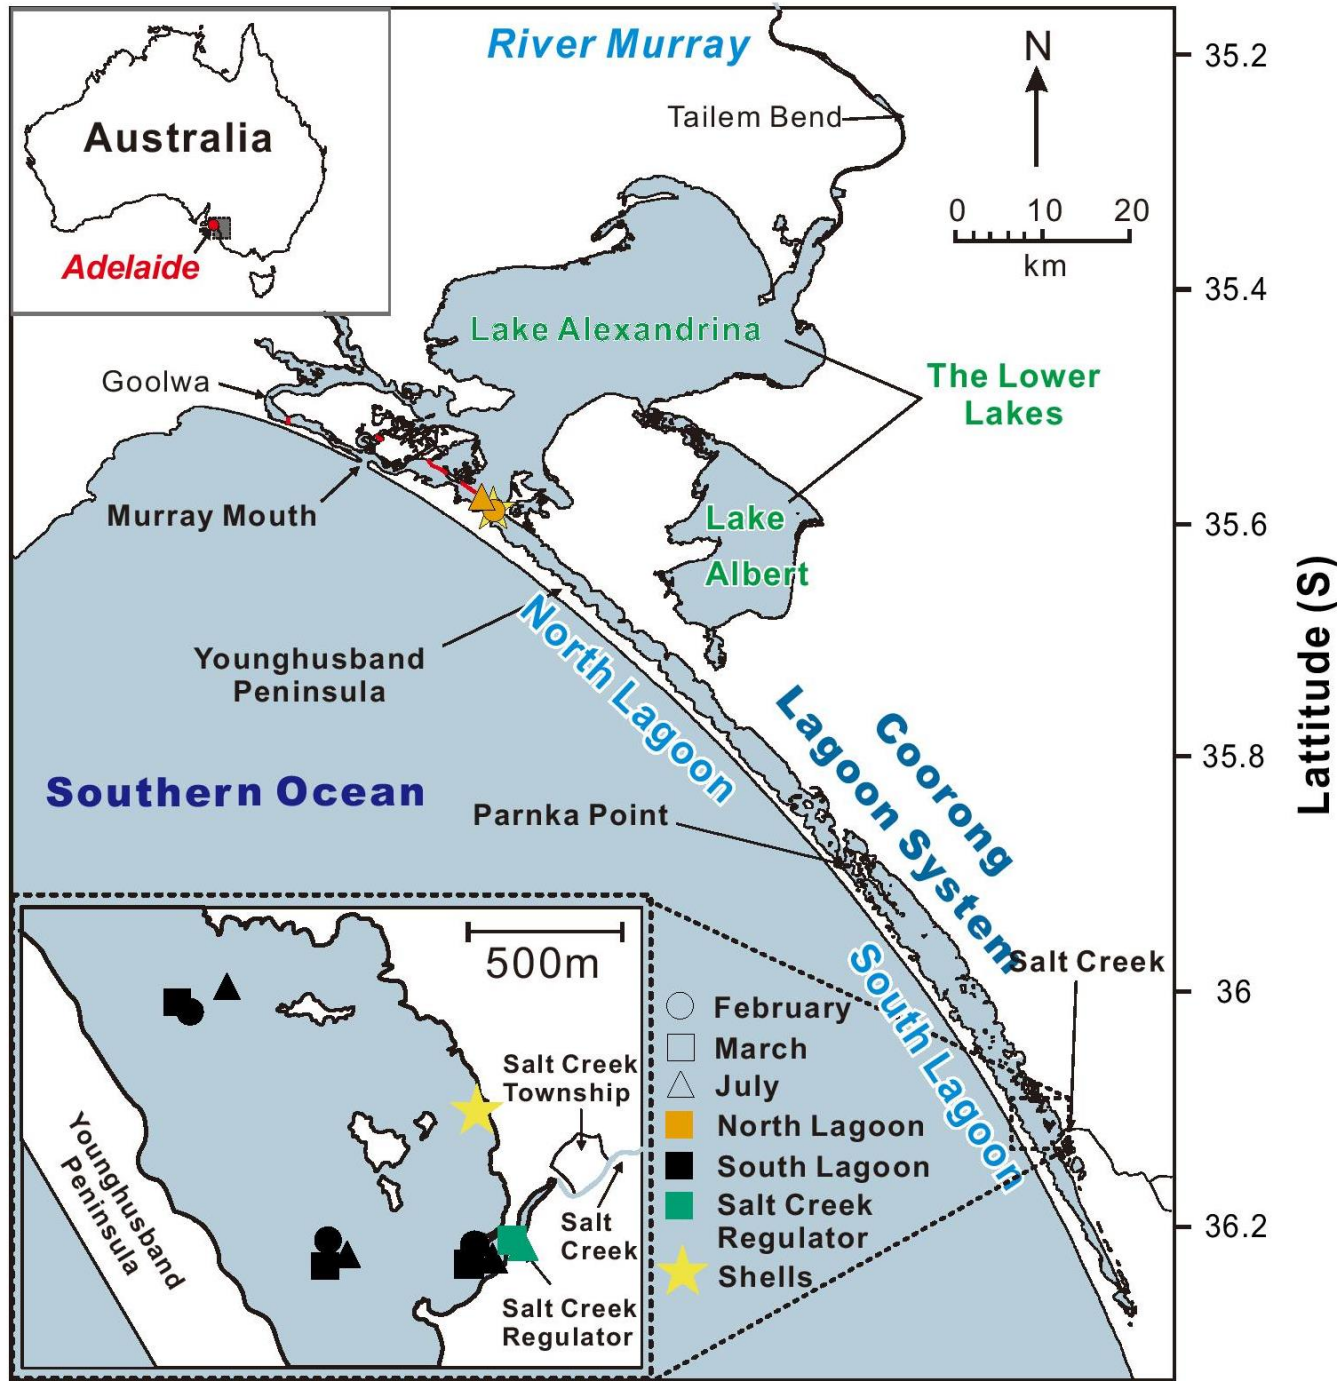 River Murray
N
35.2
Tailem Bend
Australia
0 10 20
km
Adelaide
35.4
Lake Alexandrina
Goolwa
The Lower
Lakes
Murray Mouth
Lake
Albert
35.6
Lattitude (S)
Younghusband
Peninsula
North Lagoon
Coorong
Lagoon System
35.8
Southern Ocean
Parnka Point
South Lagoon
Salt Creek
36
500m
February
March
July
North Lagoon
South Lagoon
Salt Creek
Regulator
Shells
Salt Creek
Township
Younghusband
Peninsula
Salt
Creek
Salt Creek
Regulator
36.2